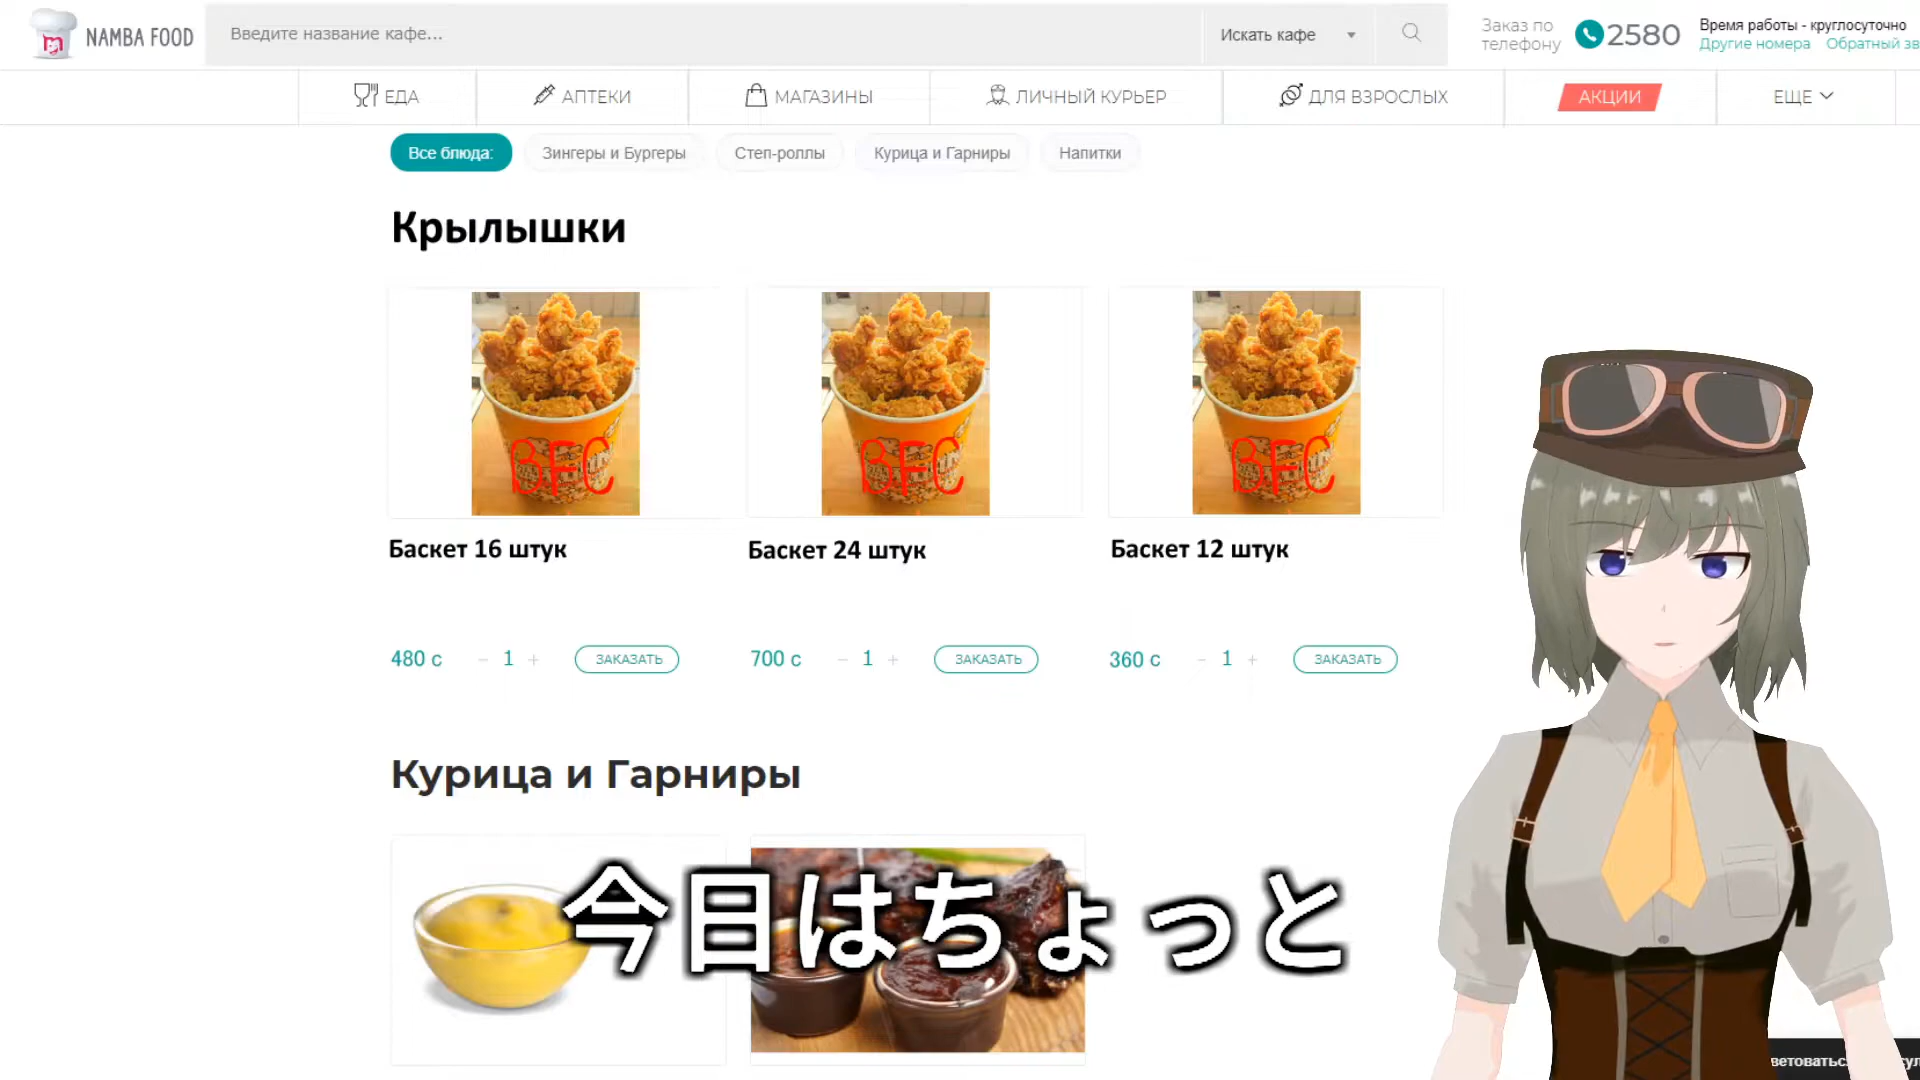 NAMBA FOOD
Введите название кафе...
Искать кафе
Заказ по телефону
2580
Время работы - круглосуточно
Другие номера
Обратный зв
ЕДА
АПТЕКИ
МАГАЗИНЫ
ЛИЧНЫЙ КУРЬЕР
ДЛЯ ВЗРОСЛЫХ
АКЦИИ
ЕЩЕ
Все блюда:
Зингеры и Бургеры
Степ-роллы
Курица и Гарниры
Напитки
Крылышки
BFC
BFC
BFC
Баскет 16 штук
Баскет 24 штук
Баскет 12 штук
480 с
− 1 +
ЗАКАЗАТЬ
700 с
− 1 +
ЗАКАЗАТЬ
360 с
− 1 +
ЗАКАЗАТЬ
Курица и Гарниры
今日はちょっと